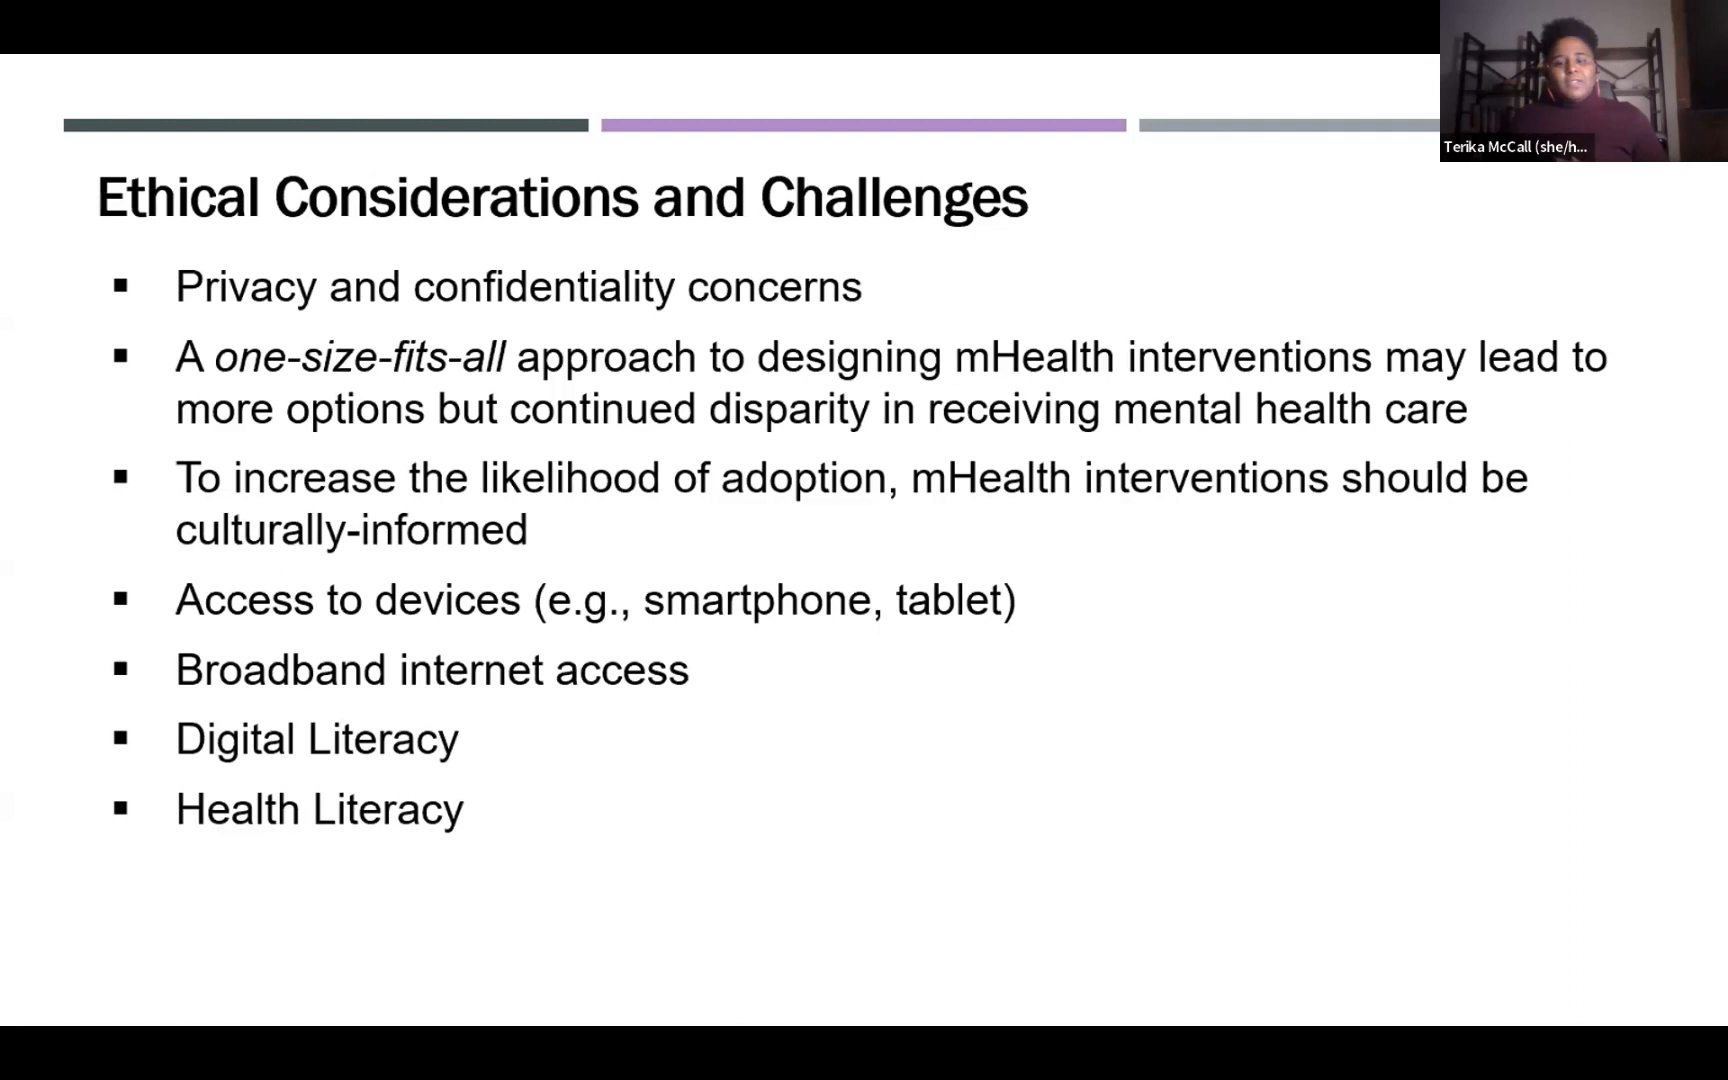 Terika McCall (she/h...
Ethical Considerations and Challenges
▪ Privacy and confidentiality concerns
▪ A one-size-fits-all approach to designing mHealth interventions may lead to
more options but continued disparity in receiving mental health care
▪ To increase the likelihood of adoption, mHealth interventions should be
culturally-informed
▪ Access to devices (e.g., smartphone, tablet)
▪ Broadband internet access
▪ Digital Literacy
▪ Health Literacy